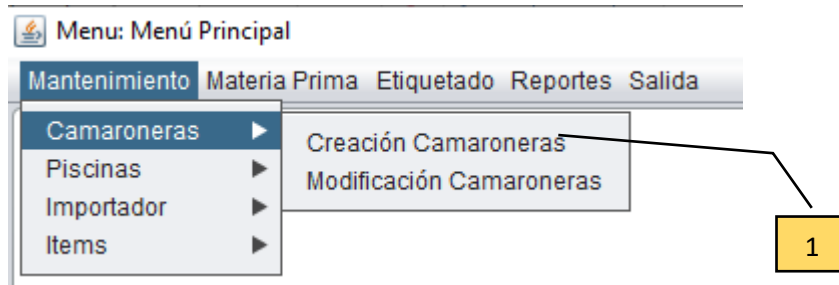 Menu: Menú Principal
Mantenimiento Materia Prima Etiquetado Reportes Salida
Camaroneras
Piscinas
Importador
Items
Creación Camaroneras
Modificación Camaroneras
1